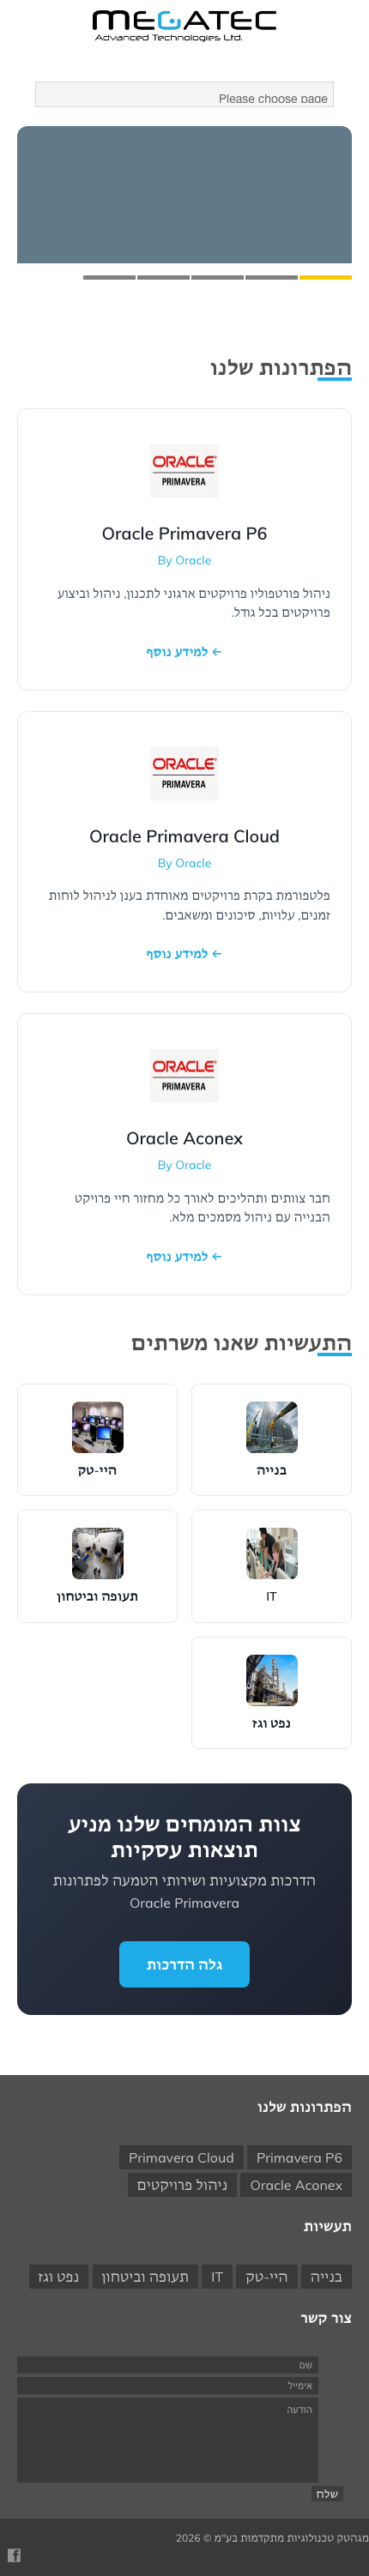 MEGATEC
Advanced Technologies Ltd.
Please choose page
הפתרונות שלנו
ORACLE
PRIMAVERA
Oracle Primavera P6
By Oracle
ניהול פורטפוליו פרויקטים ארגוני לתכנון, ניהול וביצוע
פרויקטים בכל גודל.
← למידע נוסף
ORACLE
PRIMAVERA
Oracle Primavera Cloud
By Oracle
פלטפורמת בקרת פרויקטים מאוחדת בענן לניהול לוחות
זמנים, עלויות, סיכונים ומשאבים.
← למידע נוסף
ORACLE
PRIMAVERA
Oracle Aconex
By Oracle
חבר צוותים ותהליכים לאורך כל מחזור חיי פרויקט
הבנייה עם ניהול מסמכים מלא.
← למידע נוסף
התעשיות שאנו משרתים
בנייה
היי-טק
IT
תעופה וביטחון
נפט וגז
צוות המומחים שלנו מניע
תוצאות עסקיות
הדרכות מקצועיות ושירותי הטמעה לפתרונות
Oracle Primavera
גלה הדרכות
הפתרונות שלנו
Primavera P6
Primavera Cloud
Oracle Aconex
ניהול פרויקטים
תעשיות
בנייה
היי-טק
IT
תעופה וביטחון
נפט וגז
צור קשר
שם
אימייל
הודעה
שלח
מגהטק טכנולוגיות מתקדמות בע"מ © 2026